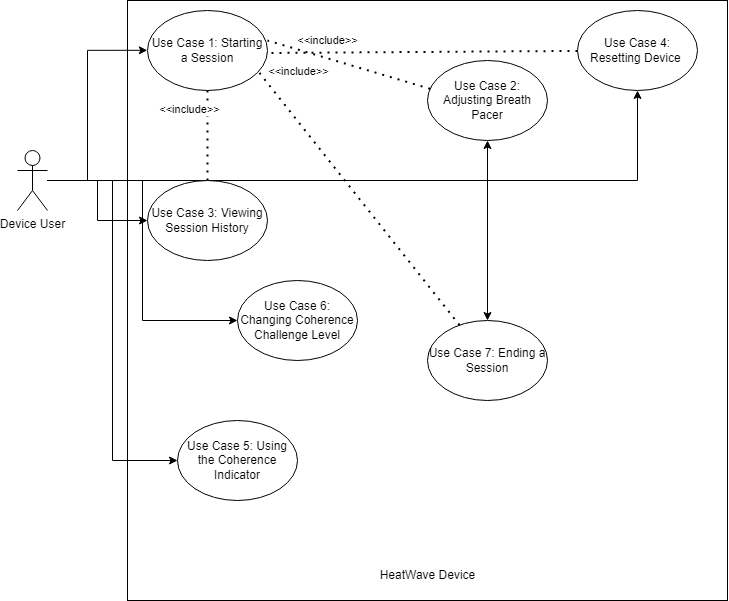 Use Case 1: Starting
a Session
<<include>>
Use Case 4:
Resetting Device
<<include>>
Use Case 2:
Adjusting Breath
Pacer
<<include>>
Device User
Use Case 3: Viewing
Session History
Use Case 6:
Changing Coherence
Challenge Level
Use Case 7: Ending a
Session
Use Case 5: Using
the Coherence
Indicator
HeatWave Device